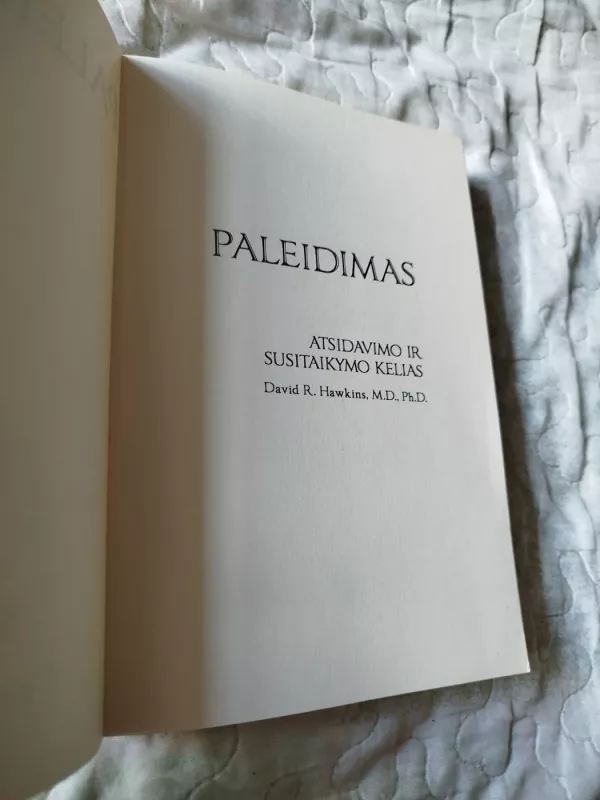 PALEIDIMAS
ATSIDAVIMO IR
SUSITAIKYMO KELIAS
David R. Hawkins, M.D., Ph.D.